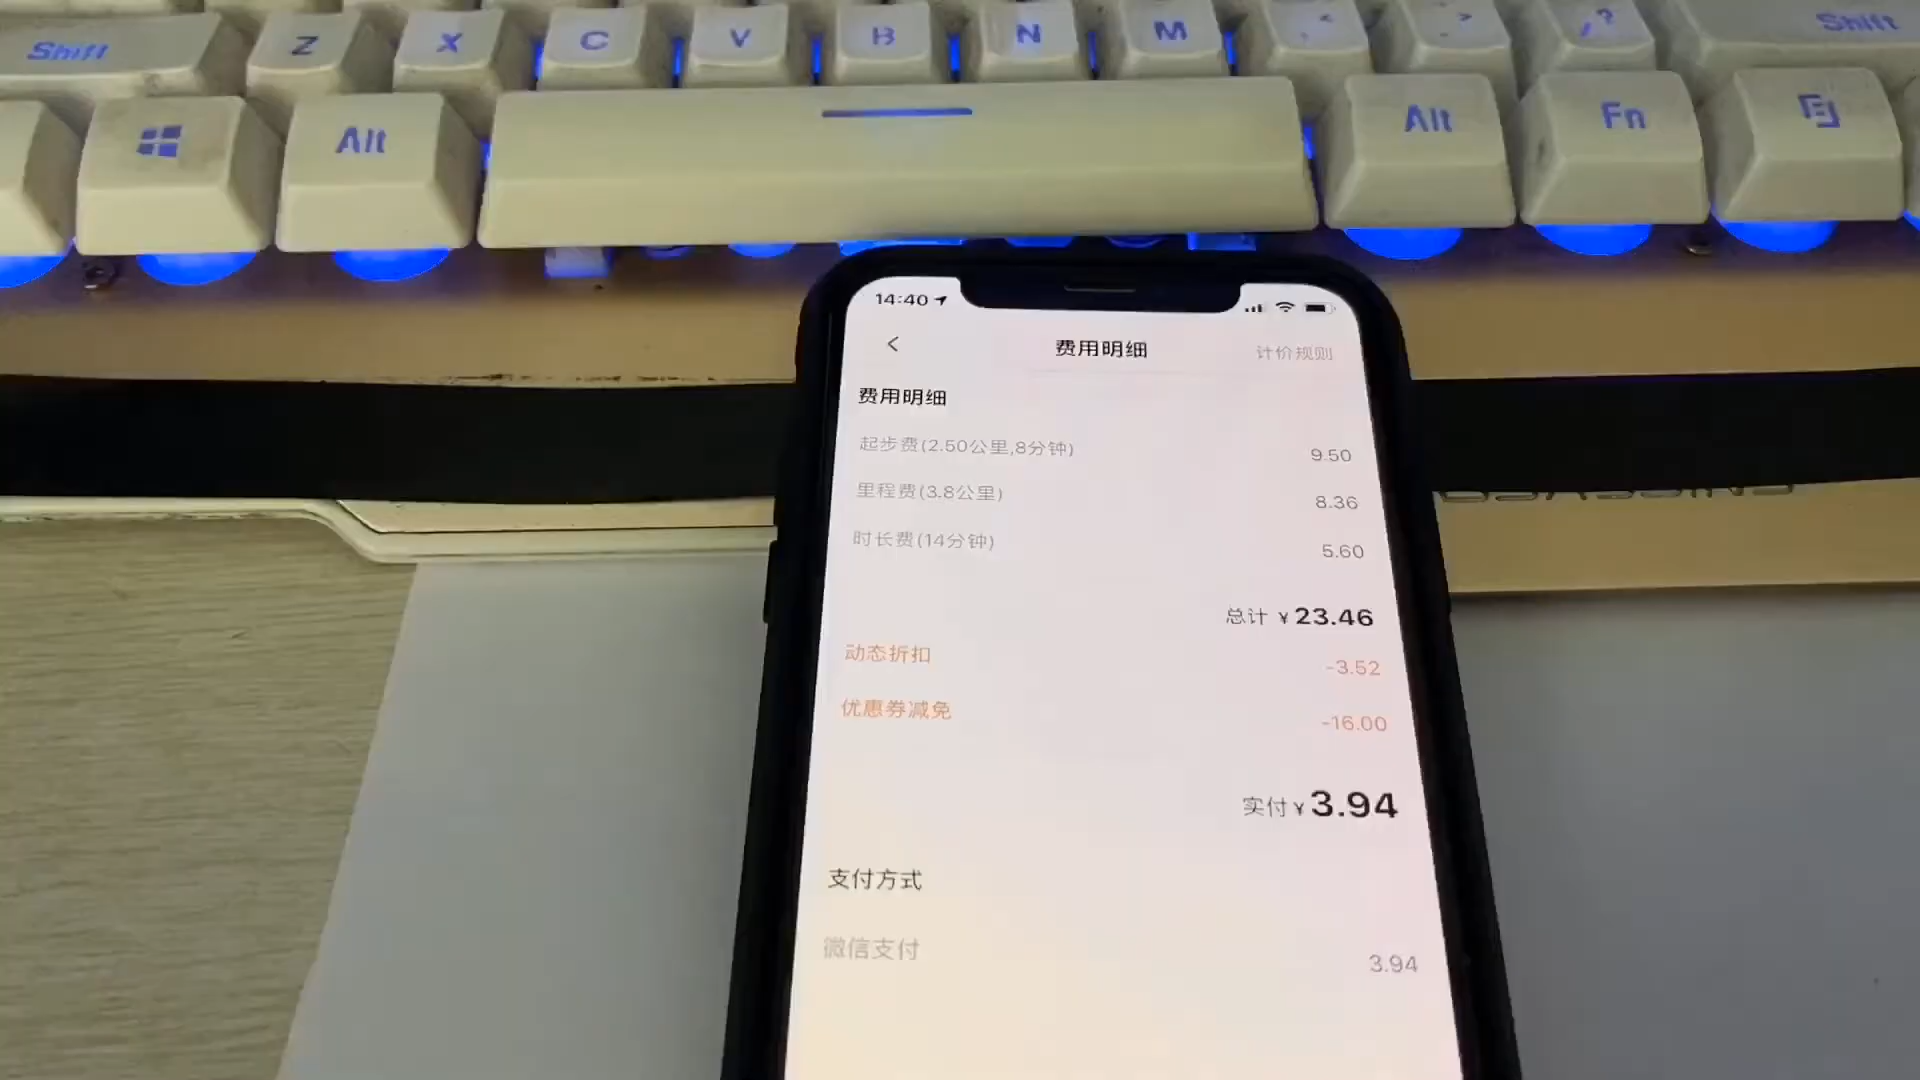 Shift Z X C V B N M < > /? Shift
Alt Alt Fn
14:40
费用明细 计价规则
费用明细
起步费(2.50公里,8分钟) 9.50
里程费(3.8公里) 8.36
时长费(14分钟) 5.60
总计 ¥23.46
动态折扣 -3.52
优惠券减免 -16.00
实付¥3.94
支付方式
微信支付 3.94